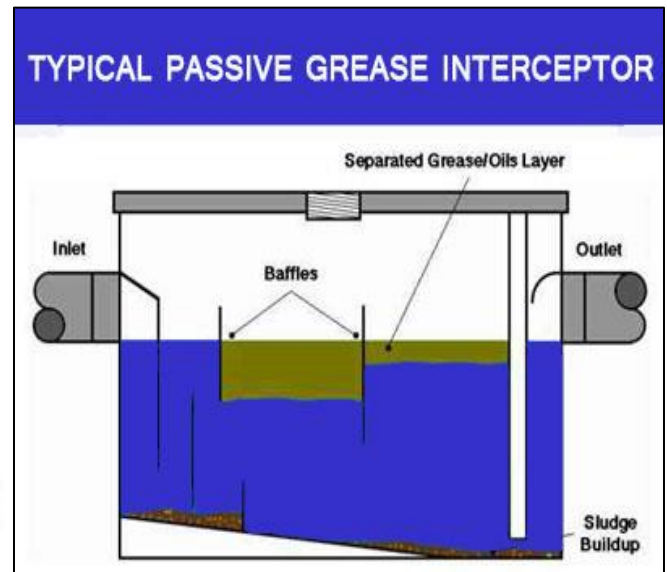 TYPICAL PASSIVE GREASE INTERCEPTOR
Separated Grease/Oils Layer
Inlet
Baffles
Outlet
Sludge
Buildup